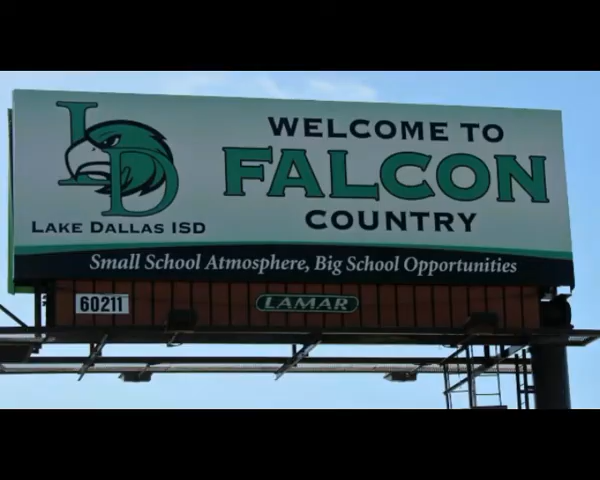 LD
LAKE DALLAS ISD
WELCOME TO
FALCON
COUNTRY
Small School Atmosphere, Big School Opportunities
60211
LAMAR